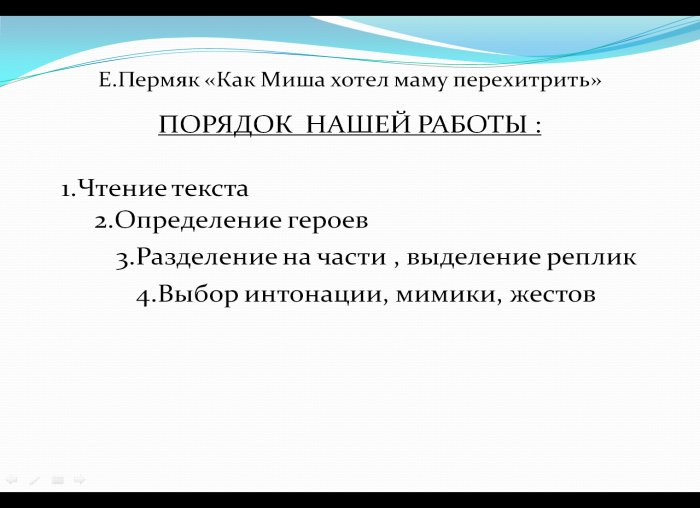 Е.Пермяк «Как Миша хотел маму перехитрить»
ПОРЯДОК НАШЕЙ РАБОТЫ :
1.Чтение текста
2.Определение героев
3.Разделение на части , выделение реплик
4.Выбор интонации, мимики, жестов